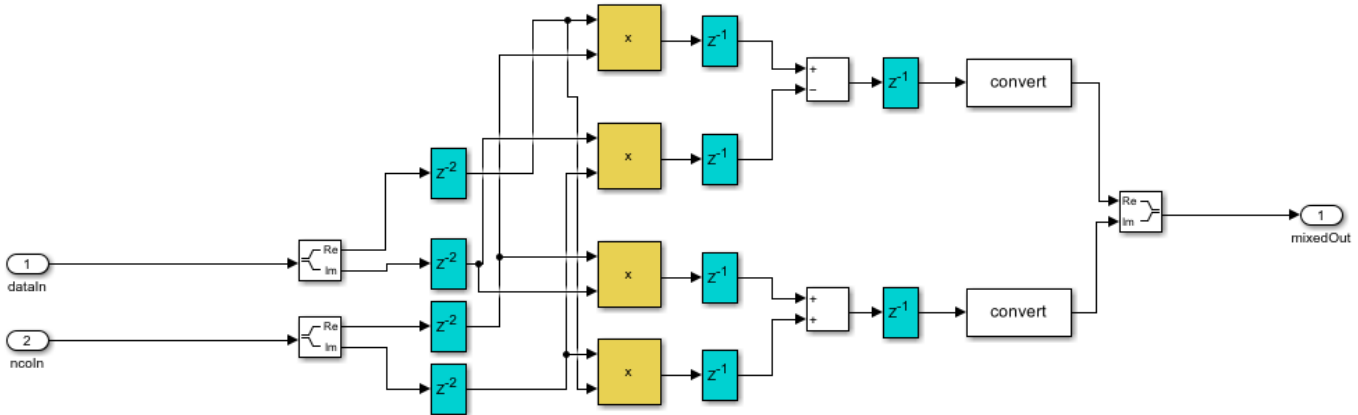 x
z⁻¹
+
−
z⁻¹
convert
x
z⁻¹
z⁻²
Re
Im
1
dataIn
z⁻²
Re
Im
1
mixedOut
x
z⁻¹
z⁻²
Re
Im
2
ncoIn
+
+
z⁻¹
convert
z⁻²
x
z⁻¹